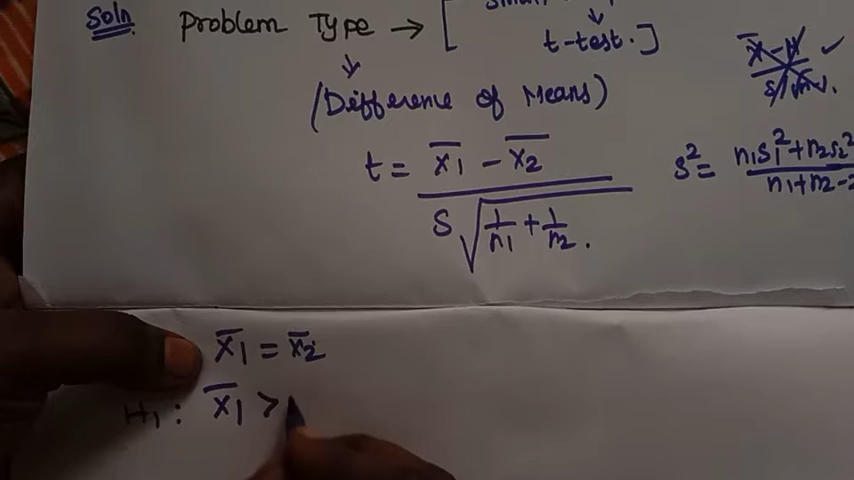 Soln Problem Type → [
t-test.]
(Difference of Means)
x̄ - μ ✓
t = x̄1 - x̄2 / S √ 1/n1 + 1/n2 .
s² = n1s1² + n2s2² / n1+n2-2
x̄1 = x̄2
H1 : x̄1 >